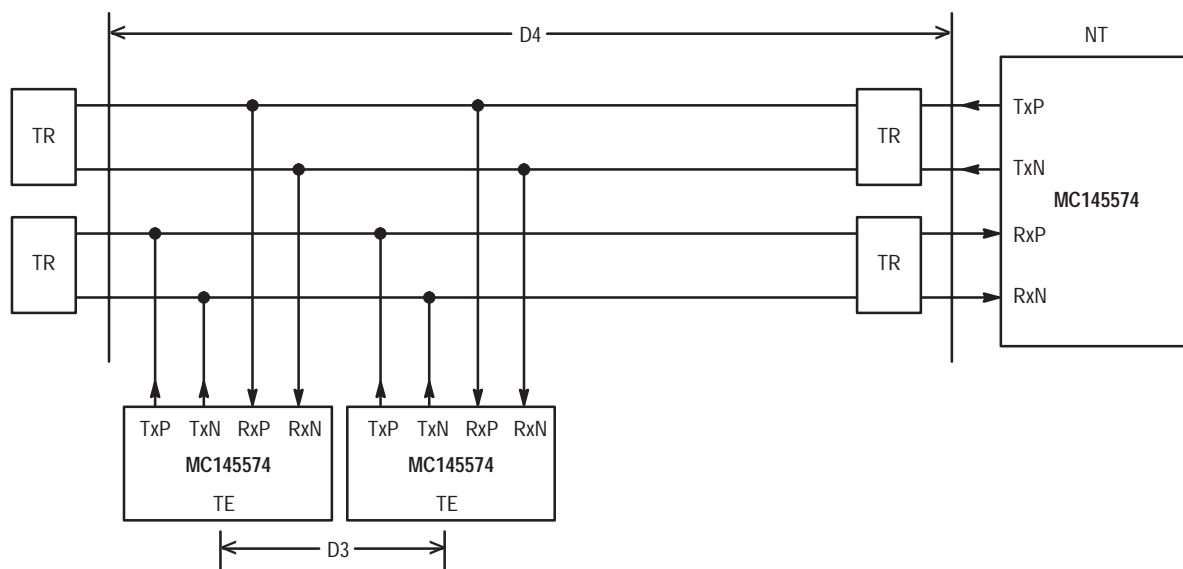 D4
NT
TR
TR
TxP
TxN
MC145574
TR
TR
RxP
RxN
TxP TxN RxP RxN
MC145574
TE
TxP TxN RxP RxN
MC145574
TE
D3